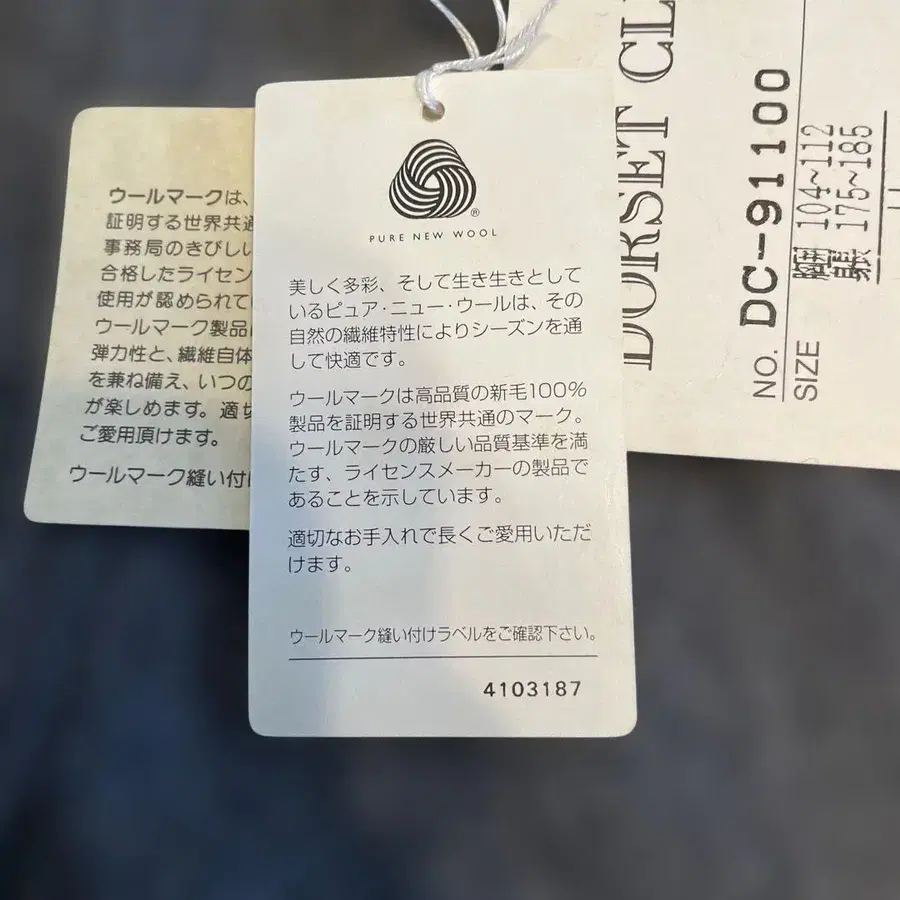 ウールマークは、
証明する世界共通
事務局のきびしい
合格したライセン
使用が認められて
ウールマーク製品
弾力性と、繊維自体
を兼ね備え、いつの
が楽しめます。適切
ご愛用頂けます。
ウールマーク縫い付け
®
PURE NEW WOOL
美しく多彩、そして生き生きとして
いるピュア・ニュー・ウールは、その
自然の繊維特性によりシーズンを通
して快適です。
ウールマークは高品質の新毛100%
製品を証明する世界共通のマーク。
ウールマークの厳しい品質基準を満
たす、ライセンスメーカーの製品で
あることを示しています。
適切なお手入れで長くご愛用いただ
けます。
ウールマーク縫い付けラベルをご確認下さい。
4103187
DORSET CL
NO. DC-91100
SIZE 胸囲 104~112
身長 175~185